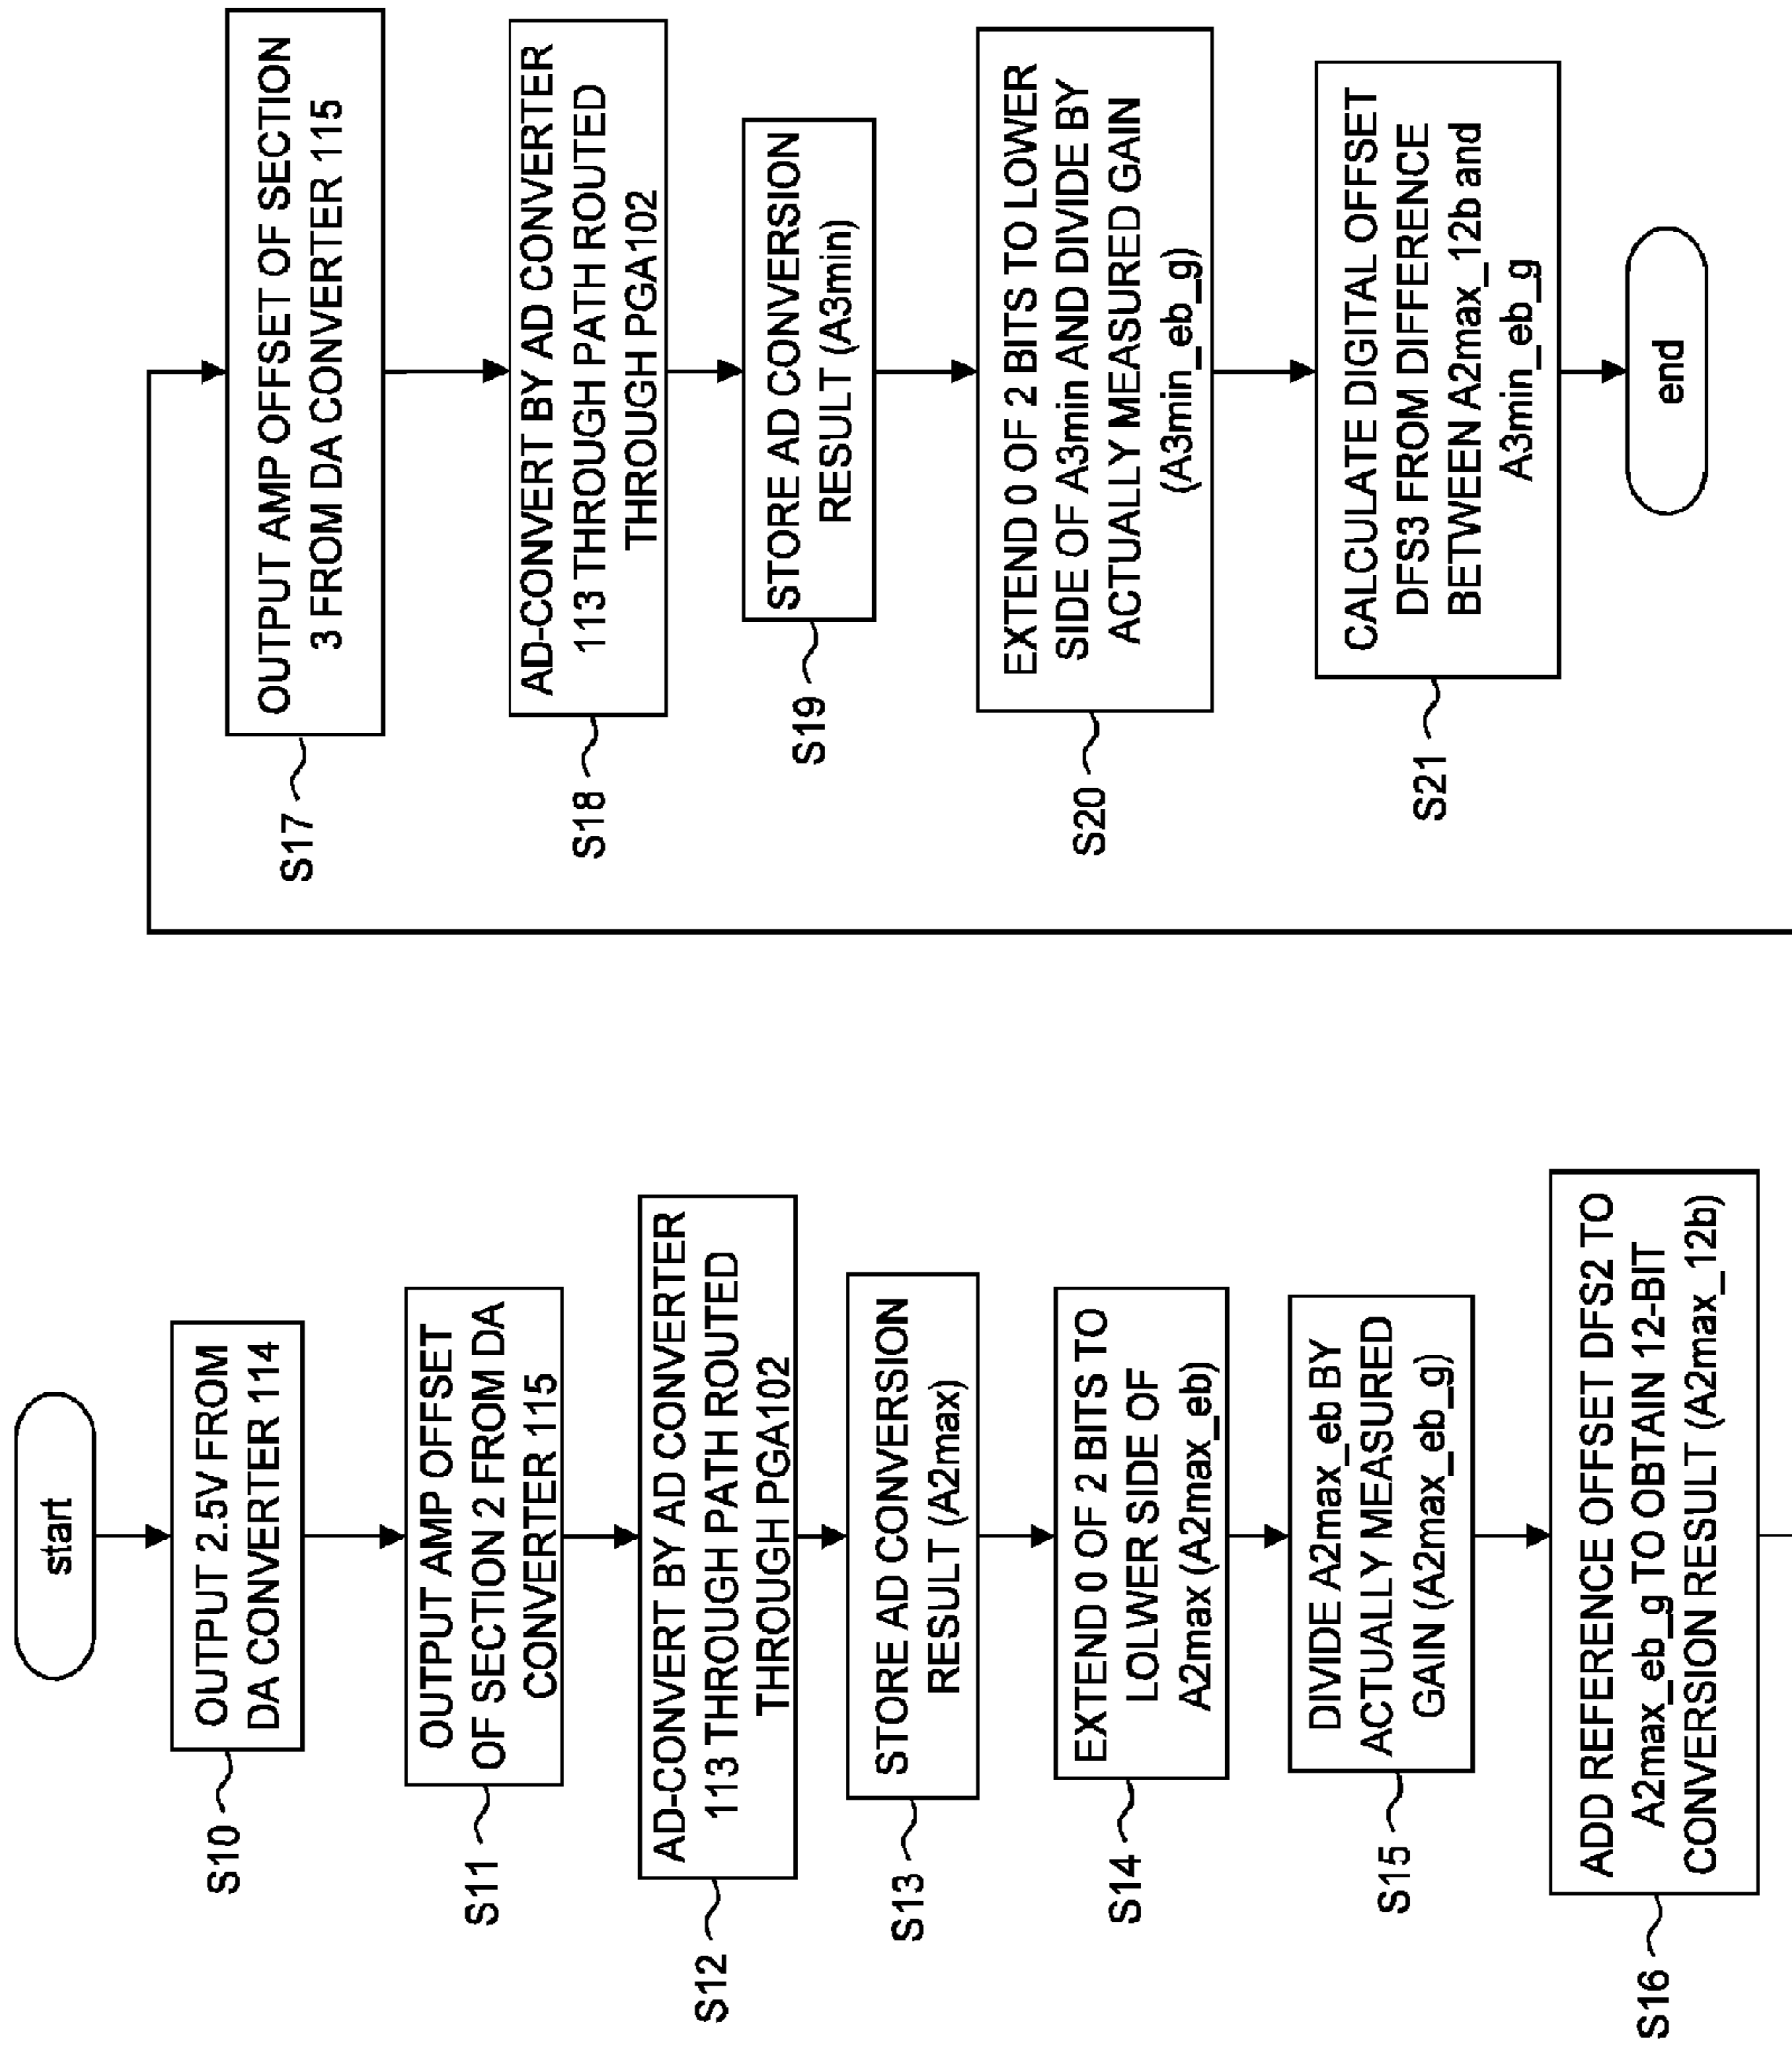 start
S10
OUTPUT 2.5V FROM
DA CONVERTER 114
S11
OUTPUT AMP OFFSET
OF SECTION 2 FROM DA
CONVERTER 115
S12
AD-CONVERT BY AD CONVERTER
113 THROUGH PATH ROUTED
THROUGH PGA102
S13
STORE AD CONVERSION
RESULT (A2max)
S14
EXTEND 0 OF 2 BITS TO
LOLWER SIDE OF
A2max (A2max_eb)
S15
DIVIDE A2max_eb BY
ACTUALLY MEASURED
GAIN (A2max_eb_g)
S16
ADD REFERENCE OFFSET DFS2 TO
A2max_eb_g TO OBTAIN 12-BIT
CONVERSION RESULT (A2max_12b)
S17
OUTPUT AMP OFFSET OF SECTION
3 FROM DA CONVERTER 115
S18
AD-CONVERT BY AD CONVERTER
113 THROUGH PATH ROUTED
THROUGH PGA102
S19
STORE AD CONVERSION
RESULT (A3min)
S20
EXTEND 0 OF 2 BITS TO LOWER
SIDE OF A3min AND DIVIDE BY
ACTUALLY MEASURED GAIN
(A3min_eb_g)
S21
CALCULATE DIGITAL OFFSET
DFS3 FROM DIFFERENCE
BETWEEN A2max_12b and
A3min_eb_g
end